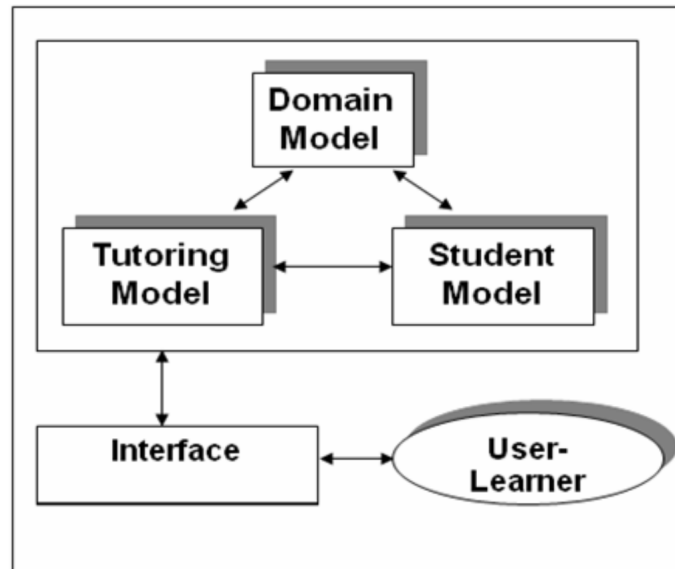 Domain
Model
Tutoring
Model
Student
Model
Interface
User-
Learner